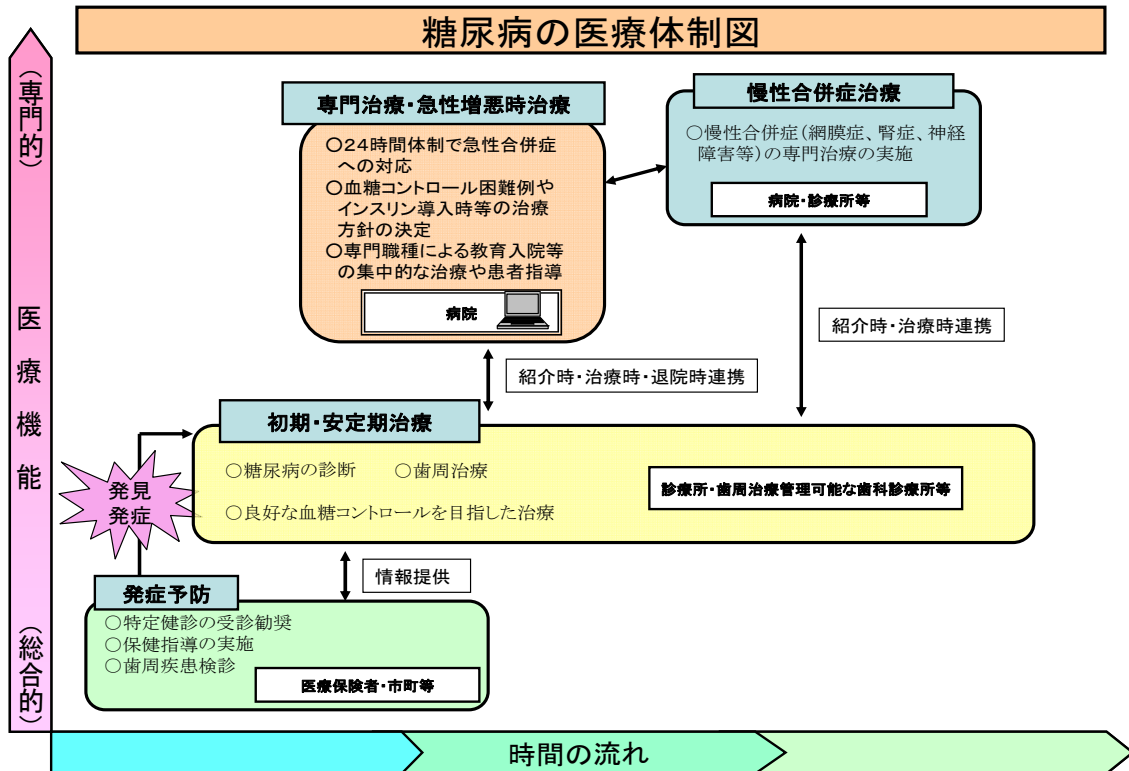 糖尿病の医療体制図
(専門的)
医療機能
(総合的)
専門治療・急性増悪時治療
○24時間体制で急性合併症
への対応
○血糖コントロール困難例や
インスリン導入時等の治療
方針の決定
○専門職種による教育入院等
の集中的な治療や患者指導
病院
慢性合併症治療
○慢性合併症(網膜症、腎症、神経
障害等)の専門治療の実施
病院・診療所等
紹介時・治療時連携
紹介時・治療時・退院時連携
初期・安定期治療
○糖尿病の診断 ○歯周治療
○良好な血糖コントロールを目指した治療
診療所・歯周治療管理可能な歯科診療所等
発見
発症
情報提供
発症予防
○特定健診の受診勧奨
○保健指導の実施
○歯周疾患検診
医療保険者・市町等
時間の流れ